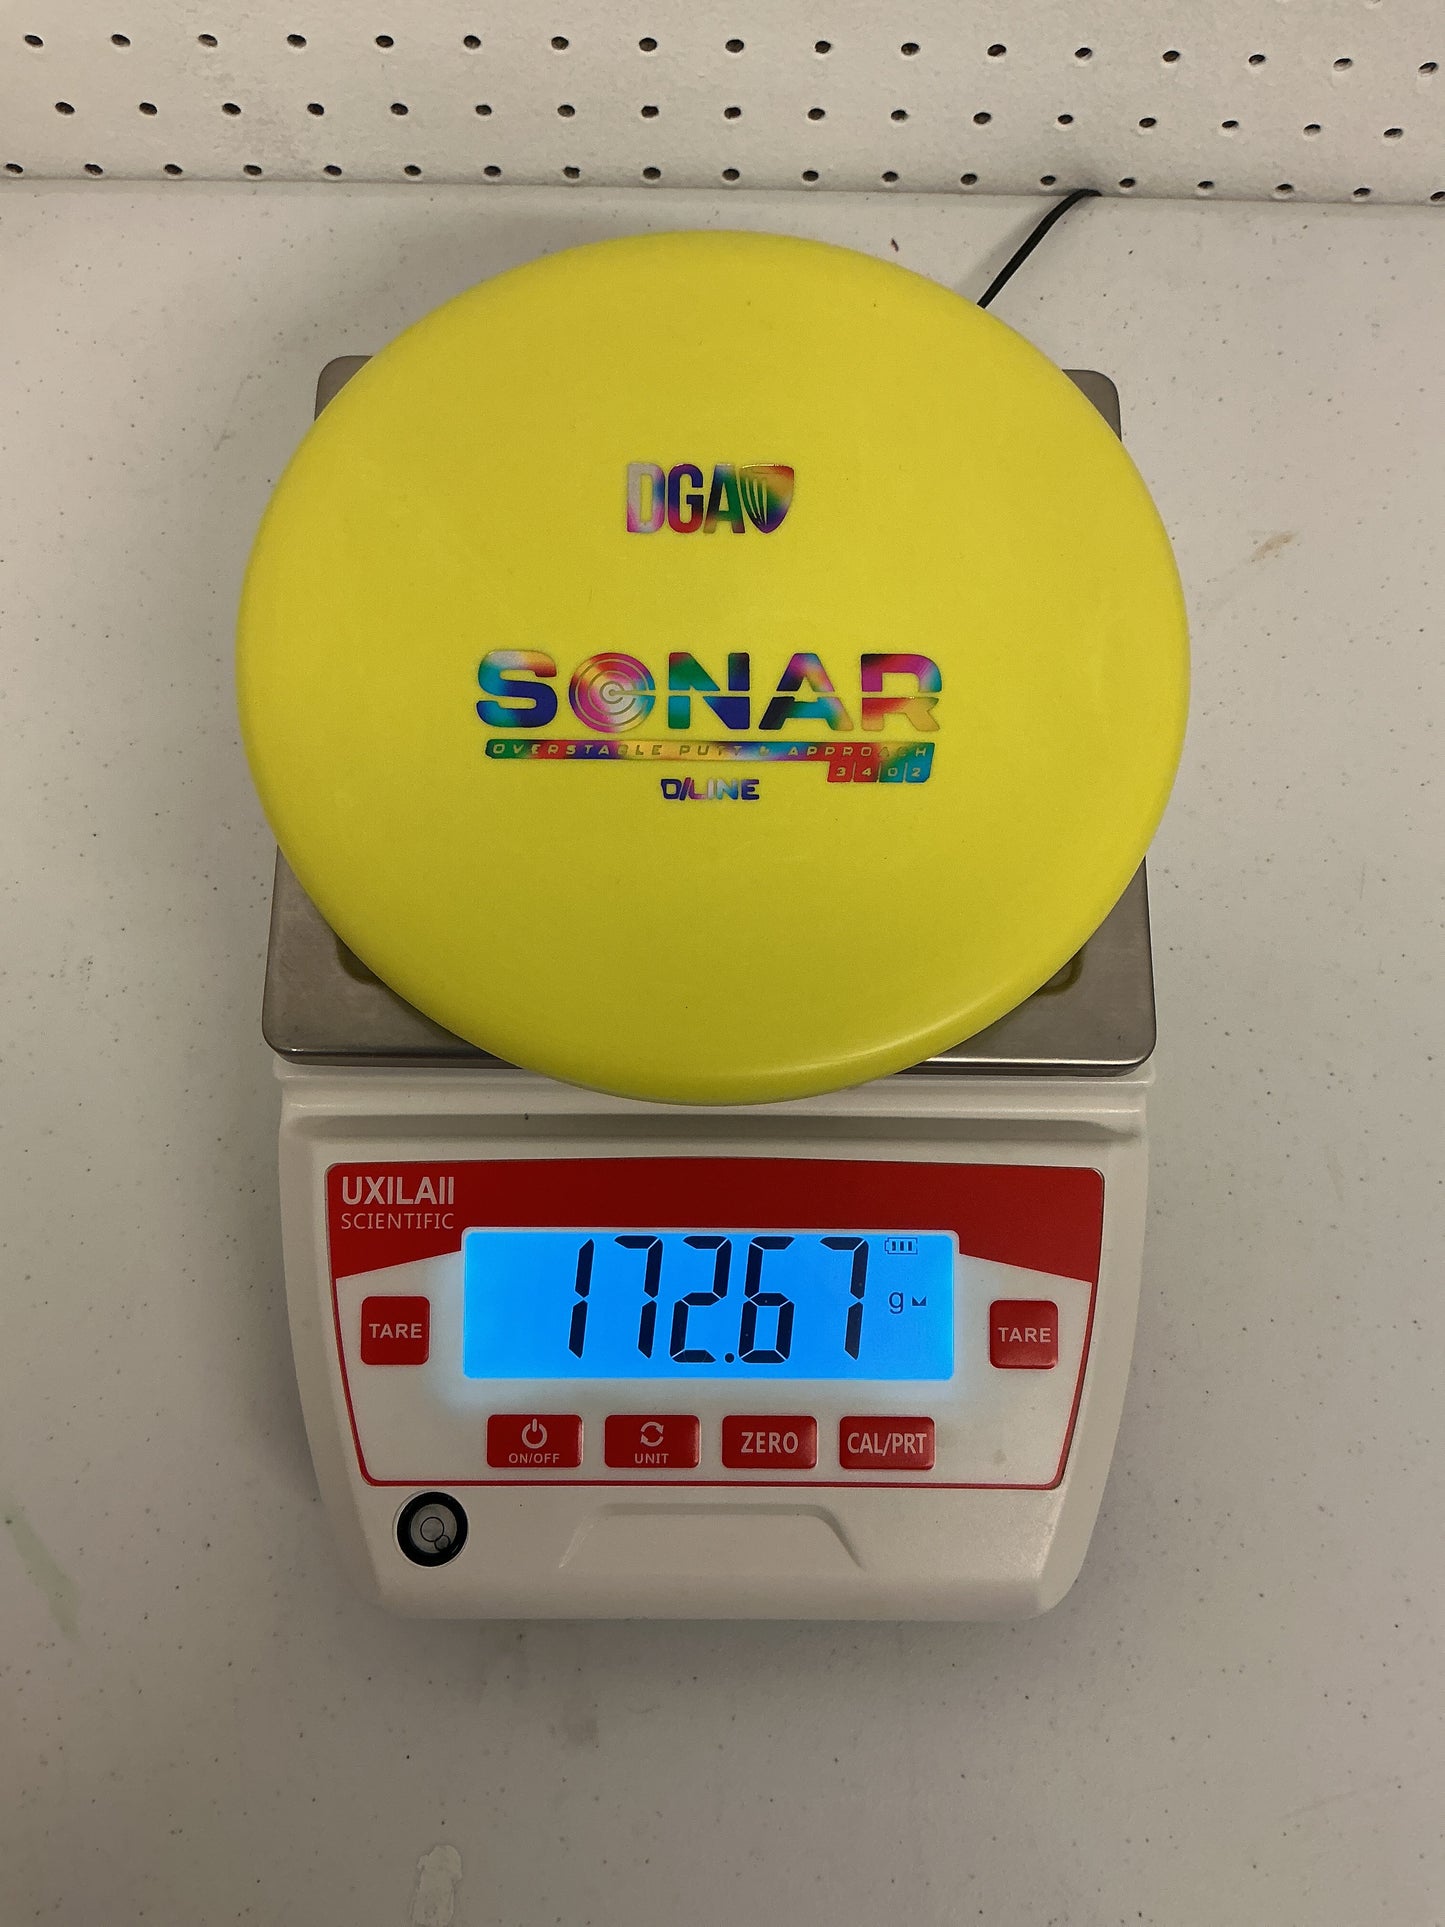 DGA
SONAR
OVERSTABLE PUTT & APPROACH
3|4|0|2
D/LINE
UXILAII
SCIENTIFIC
172.67
g
TARE
TARE
ON/OFF
UNIT
ZERO
CAL/PRT